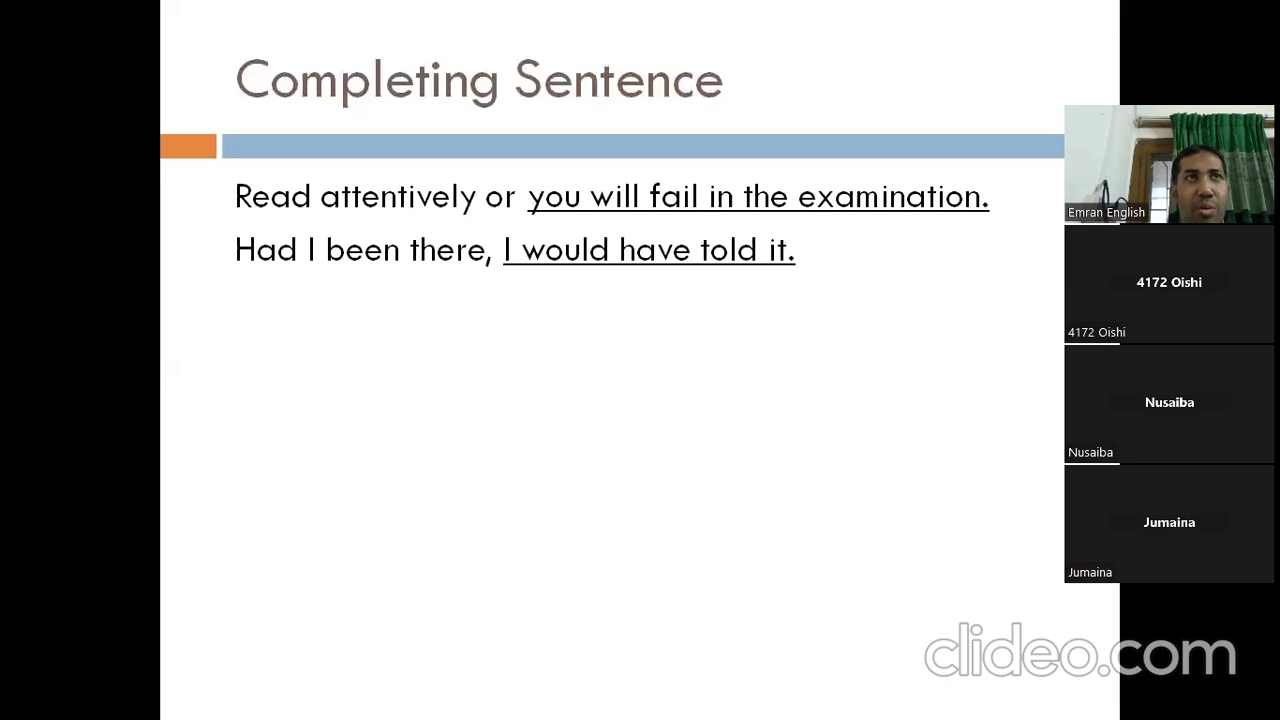 Completing Sentence
Read attentively or you will fail in the examination.
Had I been there, I would have told it.
Emran English
4172 Oishi
4172 Oishi
Nusaiba
Nusaiba
Jumaina
Jumaina
clideo.com